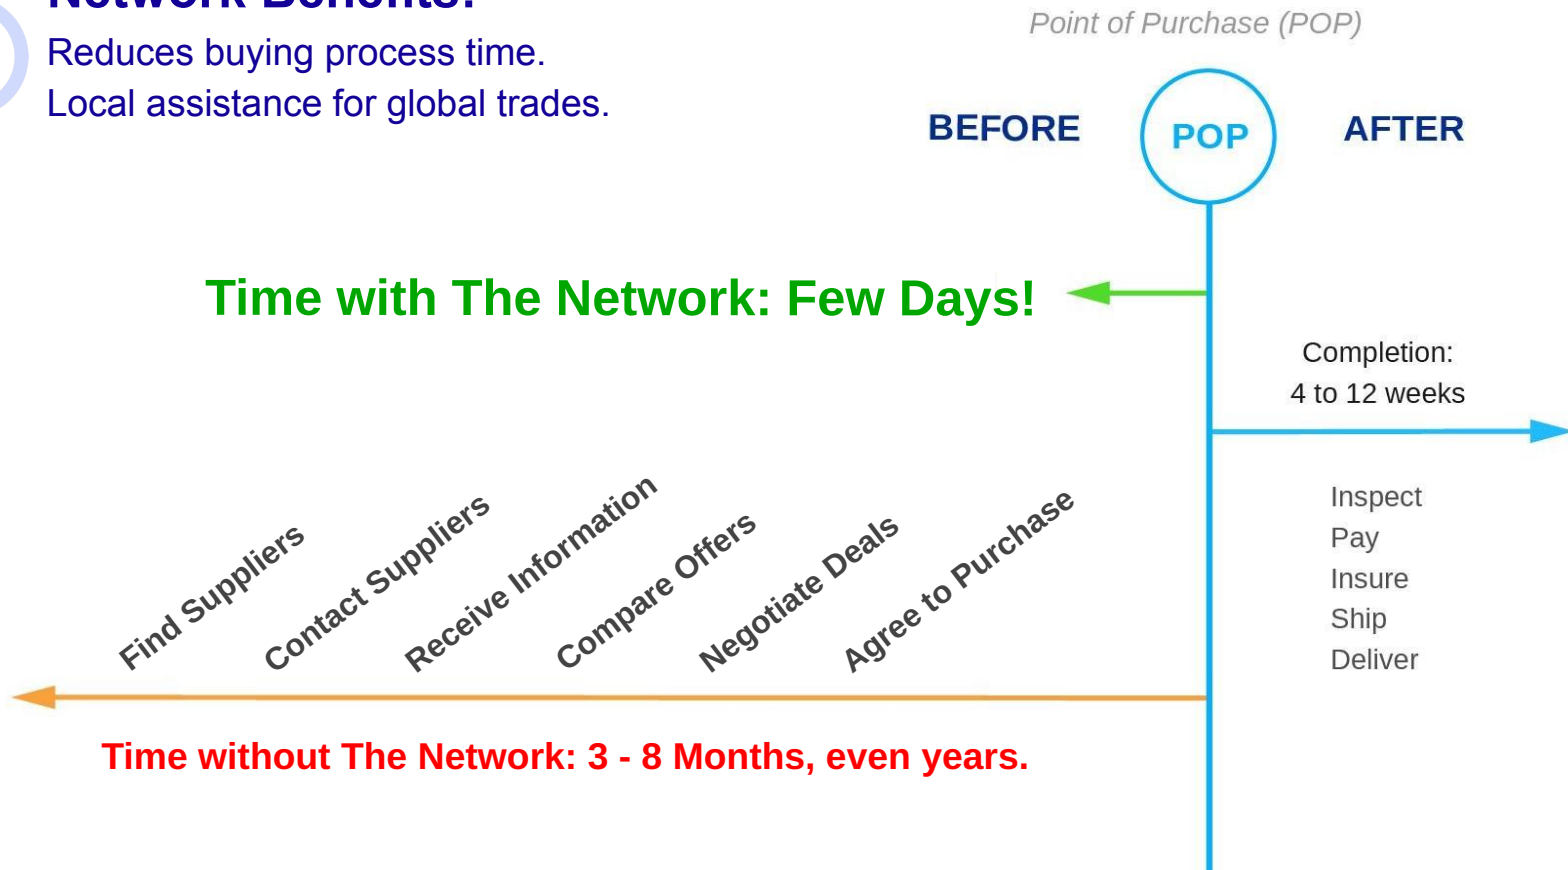 Network Benefits:
Reduces buying process time.
Local assistance for global trades.
Point of Purchase (POP)
BEFORE
POP
AFTER
Time with The Network: Few Days!
Completion:
4 to 12 weeks
Find Suppliers
Contact Suppliers
Receive Information
Compare Offers
Negotiate Deals
Agree to Purchase
Inspect
Pay
Insure
Ship
Deliver
Time without The Network: 3 - 8 Months, even years.